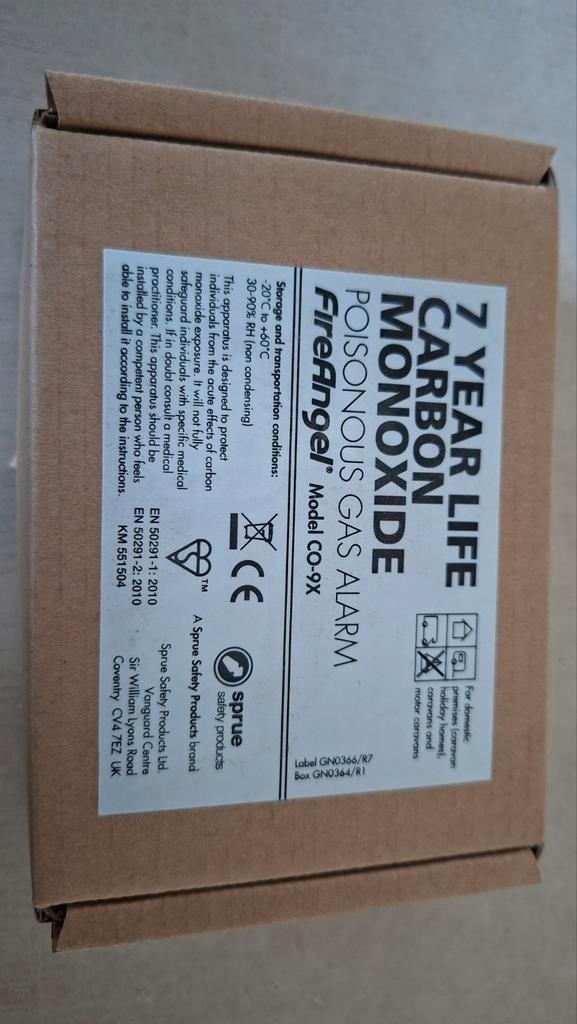 7 YEAR LIFE
CARBON
MONOXIDE
POISONOUS GAS ALARM
FireAngel® Model CO-9X
For domestic
premises (caravan
holiday homes),
caravans and
motor caravans
Label GN0366/R7
Box GN0364/R1
Storage and transportation conditions:
-20°C to +60°C
30-90% RH (non condensing)
This apparatus is designed to protect
individuals from the acute effects of carbon
monoxide exposure. It will not fully
safeguard individuals with specific medical
conditions. If in doubt consult a medical
practitioner. This apparatus should be
installed by a competent person who feels
able to install it according to the instructions.
CE
TM
EN 50291-1: 2010
EN 50291-2: 2010
KM 551504
sprue
safety products
A Sprue Safety Products brand
Sprue Safety Products Ltd.
Vanguard Centre
Sir William Lyons Road
Coventry CV4 7EZ UK